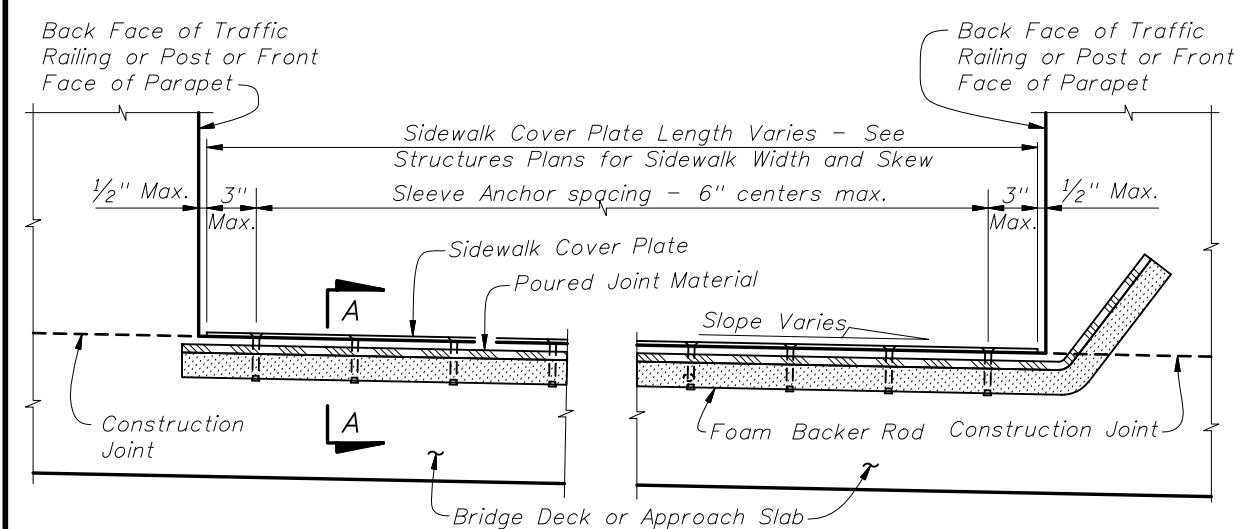 Back Face of Traffic
Railing or Post or Front
Face of Parapet
Back Face of Traffic
Railing or Post or Front
Face of Parapet
Sidewalk Cover Plate Length Varies - See
Structures Plans for Sidewalk Width and Skew
1/2" Max.
3"
Max.
Sleeve Anchor spacing - 6" centers max.
3"
Max.
1/2" Max.
Sidewalk Cover Plate
Poured Joint Material
A
Slope Varies
A
Construction
Joint
Foam Backer Rod
Construction Joint
Bridge Deck or Approach Slab